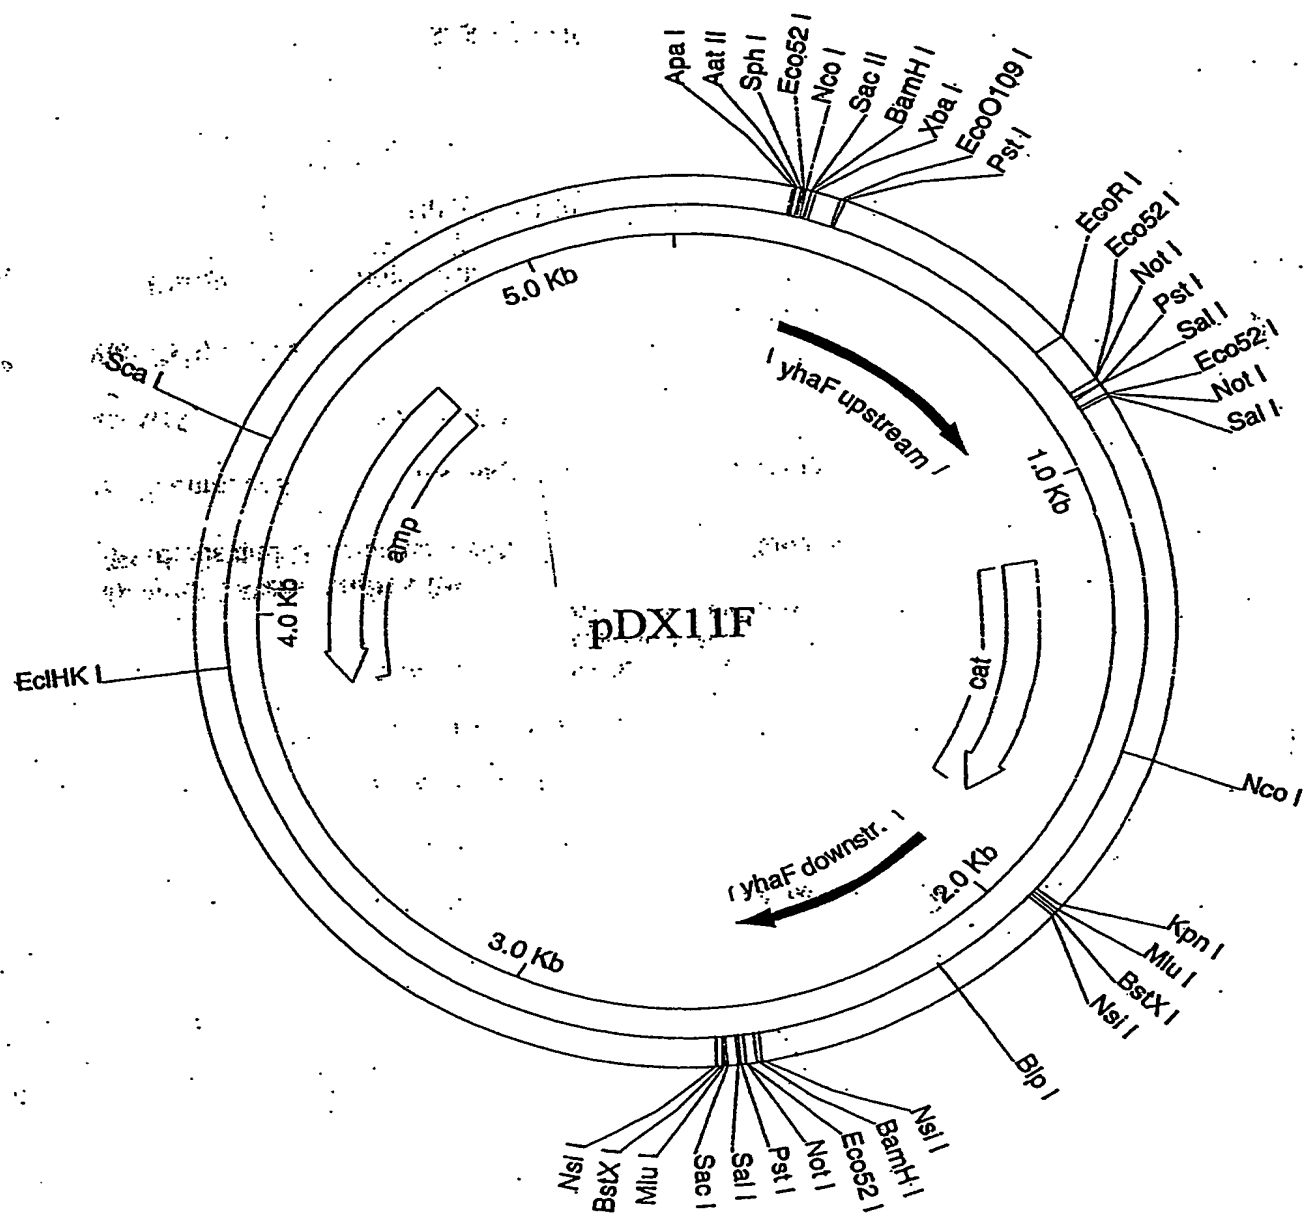 Apa I
Aat II
Sph I
Eco52 I
Nco I
Sac II
BamH I
Xba I
EcoO109 I
Pst I
EcoR I
Eco52 I
Not I
Pst I
Sal I
Eco52 I
Not I
Sal I
5.0 Kb
yhaF upstream
1.0 Kb
Sca I
amp
4.0 Kb
pDX11F
cat
EclHK I
Nco I
yhaF downstr.
2.0 Kb
3.0 Kb
Kpn I
Mlu I
BstX I
Nsi I
Blp I
Nsi I
BstX I
Mlu I
Sac I
Sal I
Pst I
Not I
Eco52 I
BamH I
Nsi I